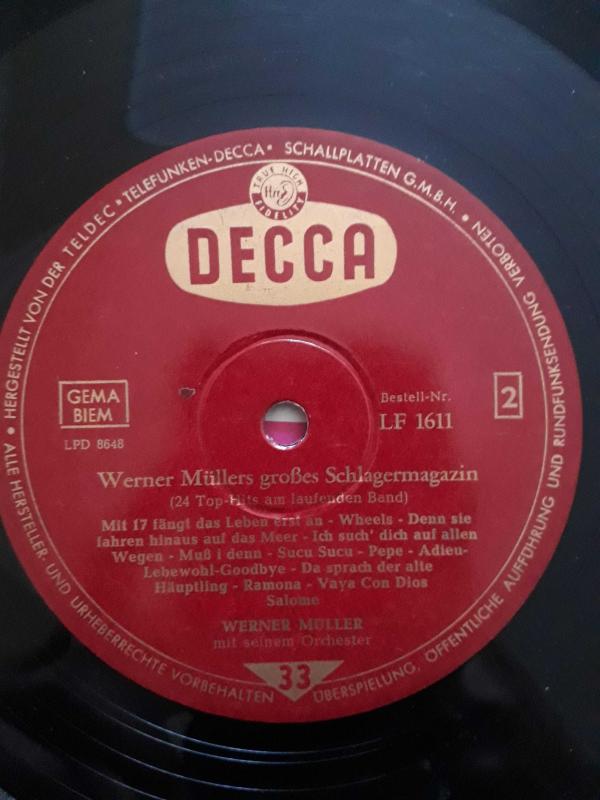 • HERGESTELLT VON DER TELDEC • TELEFUNKEN-DECCA • SCHALLPLATTEN G.M.B.H. •
TRUE HIGH
ffrr
FIDELITY
DECCA
GEMA
BIEM
LPD 8648
Bestell-Nr.
LF 1611
2
Werner Müllers großes Schlagermagazin
(24 Top-Hits am laufenden Band)
Mit 17 fängt das Leben erst an - Wheels - Denn sie
fahren hinaus auf das Meer - Ich such' dich auf allen
Wegen - Muß i denn - Sucu Sucu - Pepe - Adieu-
Lebewohl-Goodbye - Da sprach der alte
Häuptling - Ramona - Vaya Con Dios
Salome
WERNER MÜLLER
mit seinem Orchester
33
• ALLE HERSTELLER- UND URHEBERRECHTE VORBEHALTEN
ÜBERSPIELUNG, ÖFFENTLICHE AUFFÜHRUNG UND RUNDFUNKSENDUNG VERBOTEN